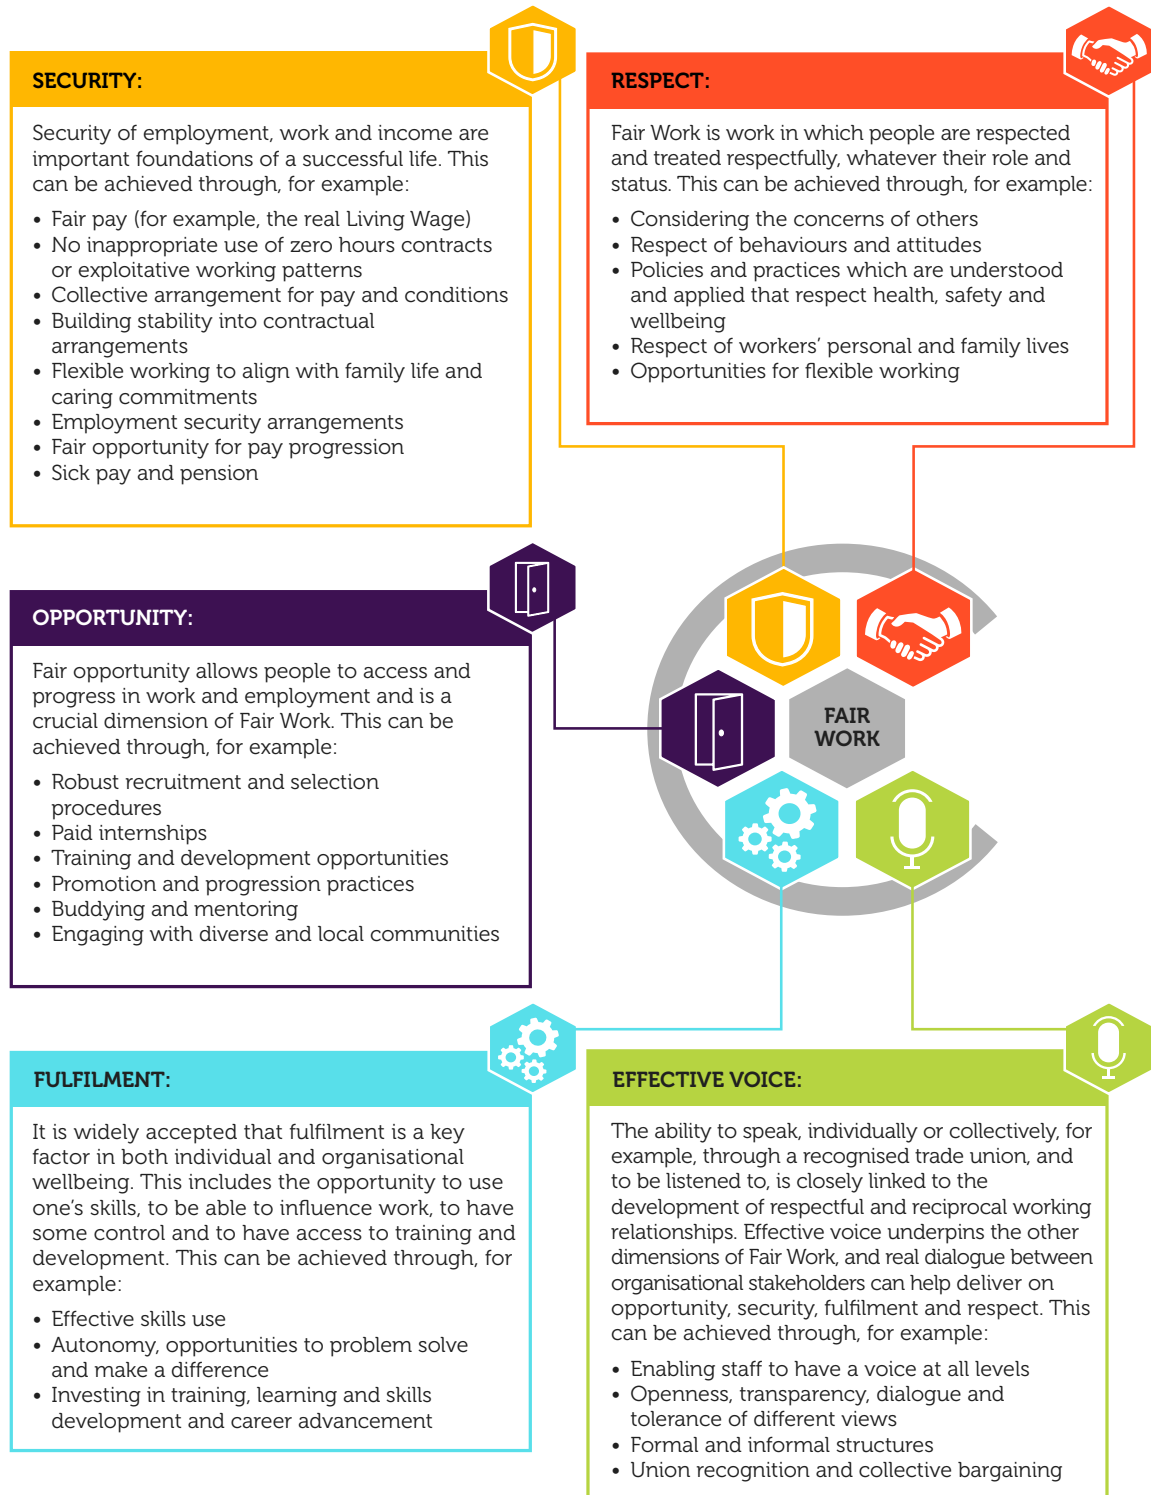 SECURITY:
Security of employment, work and income are
important foundations of a successful life. This
can be achieved through, for example:
• Fair pay (for example, the real Living Wage)
• No inappropriate use of zero hours contracts
or exploitative working patterns
• Collective arrangement for pay and conditions
• Building stability into contractual
arrangements
• Flexible working to align with family life and
caring commitments
• Employment security arrangements
• Fair opportunity for pay progression
• Sick pay and pension
RESPECT:
Fair Work is work in which people are respected
and treated respectfully, whatever their role and
status. This can be achieved through, for example:
• Considering the concerns of others
• Respect of behaviours and attitudes
• Policies and practices which are understood
and applied that respect health, safety and
wellbeing
• Respect of workers’ personal and family lives
• Opportunities for flexible working
OPPORTUNITY:
Fair opportunity allows people to access and
progress in work and employment and is a
crucial dimension of Fair Work. This can be
achieved through, for example:
• Robust recruitment and selection
procedures
• Paid internships
• Training and development opportunities
• Promotion and progression practices
• Buddying and mentoring
• Engaging with diverse and local communities
FAIR
WORK
FULFILMENT:
It is widely accepted that fulfilment is a key
factor in both individual and organisational
wellbeing. This includes the opportunity to use
one’s skills, to be able to influence work, to have
some control and to have access to training and
development. This can be achieved through, for
example:
• Effective skills use
• Autonomy, opportunities to problem solve
and make a difference
• Investing in training, learning and skills
development and career advancement
EFFECTIVE VOICE:
The ability to speak, individually or collectively, for
example, through a recognised trade union, and
to be listened to, is closely linked to the
development of respectful and reciprocal working
relationships. Effective voice underpins the other
dimensions of Fair Work, and real dialogue between
organisational stakeholders can help deliver on
opportunity, security, fulfilment and respect. This
can be achieved through, for example:
• Enabling staff to have a voice at all levels
• Openness, transparency, dialogue and
tolerance of different views
• Formal and informal structures
• Union recognition and collective bargaining